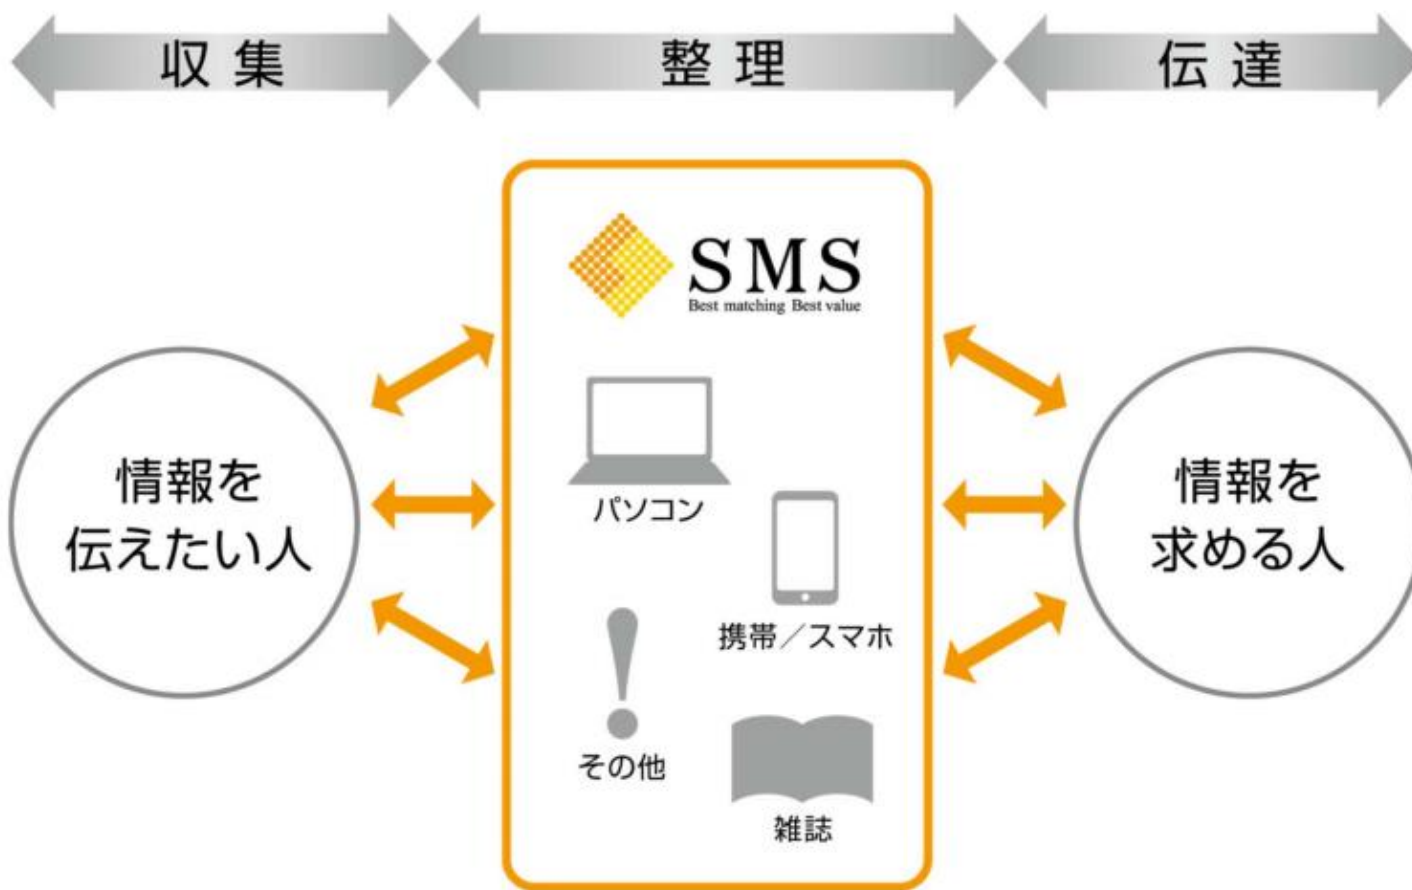 収集
整理
伝達
SMS
Best matching Best value
情報を
伝えたい人
パソコン
携帯／スマホ
その他
雑誌
情報を
求める人